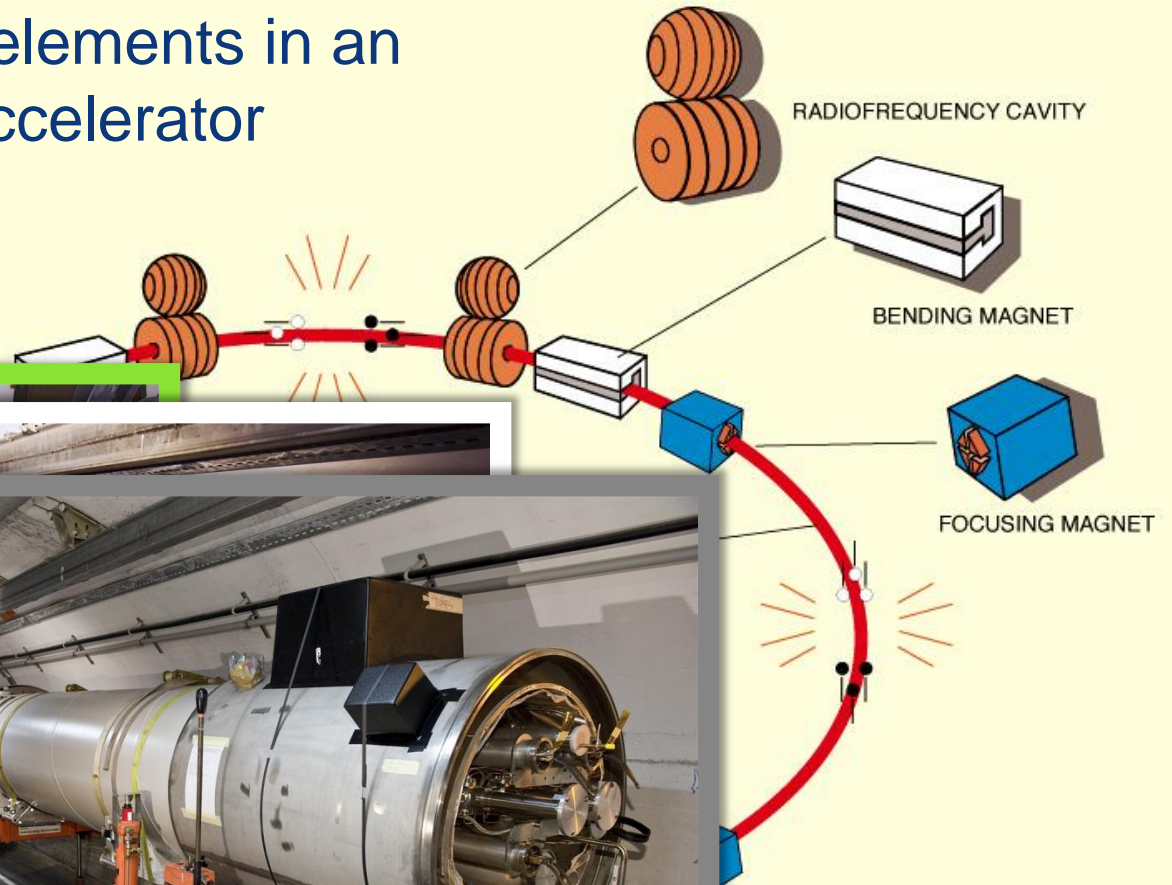 elements in an
ccelerator
RADIOFREQUENCY CAVITY
BENDING MAGNET
FOCUSING MAGNET